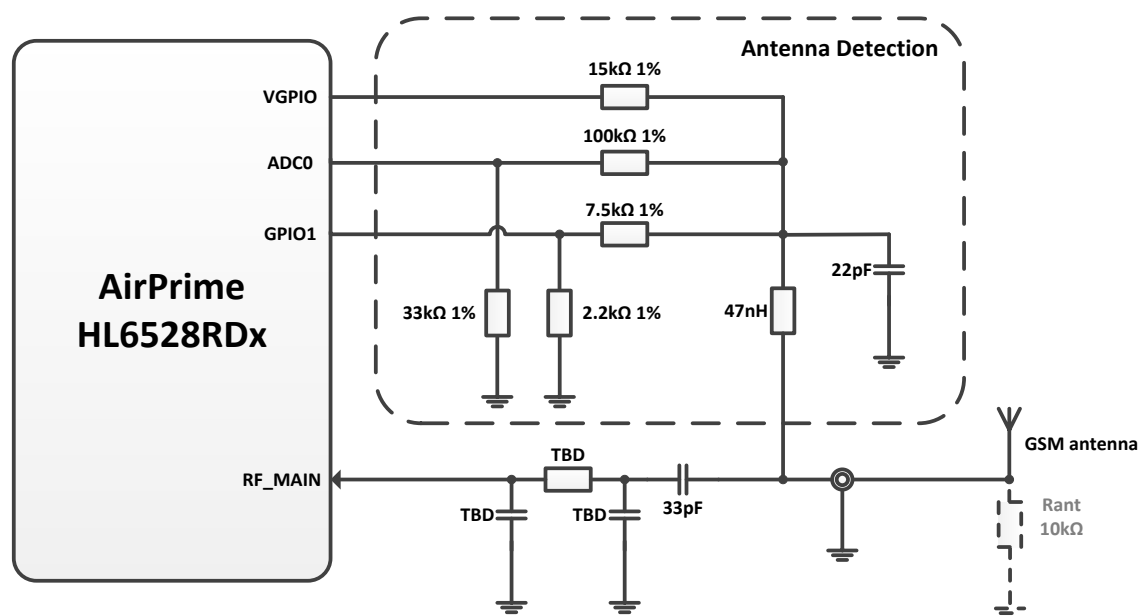 Antenna Detection
15kΩ 1%
VGPIO
100kΩ 1%
ADC0
7.5kΩ 1%
GPIO1
22pF
AirPrime
HL6528RDx
33kΩ 1%
2.2kΩ 1%
47nH
GSM antenna
TBD
RF_MAIN
33pF
TBD
TBD
Rant
10kΩ